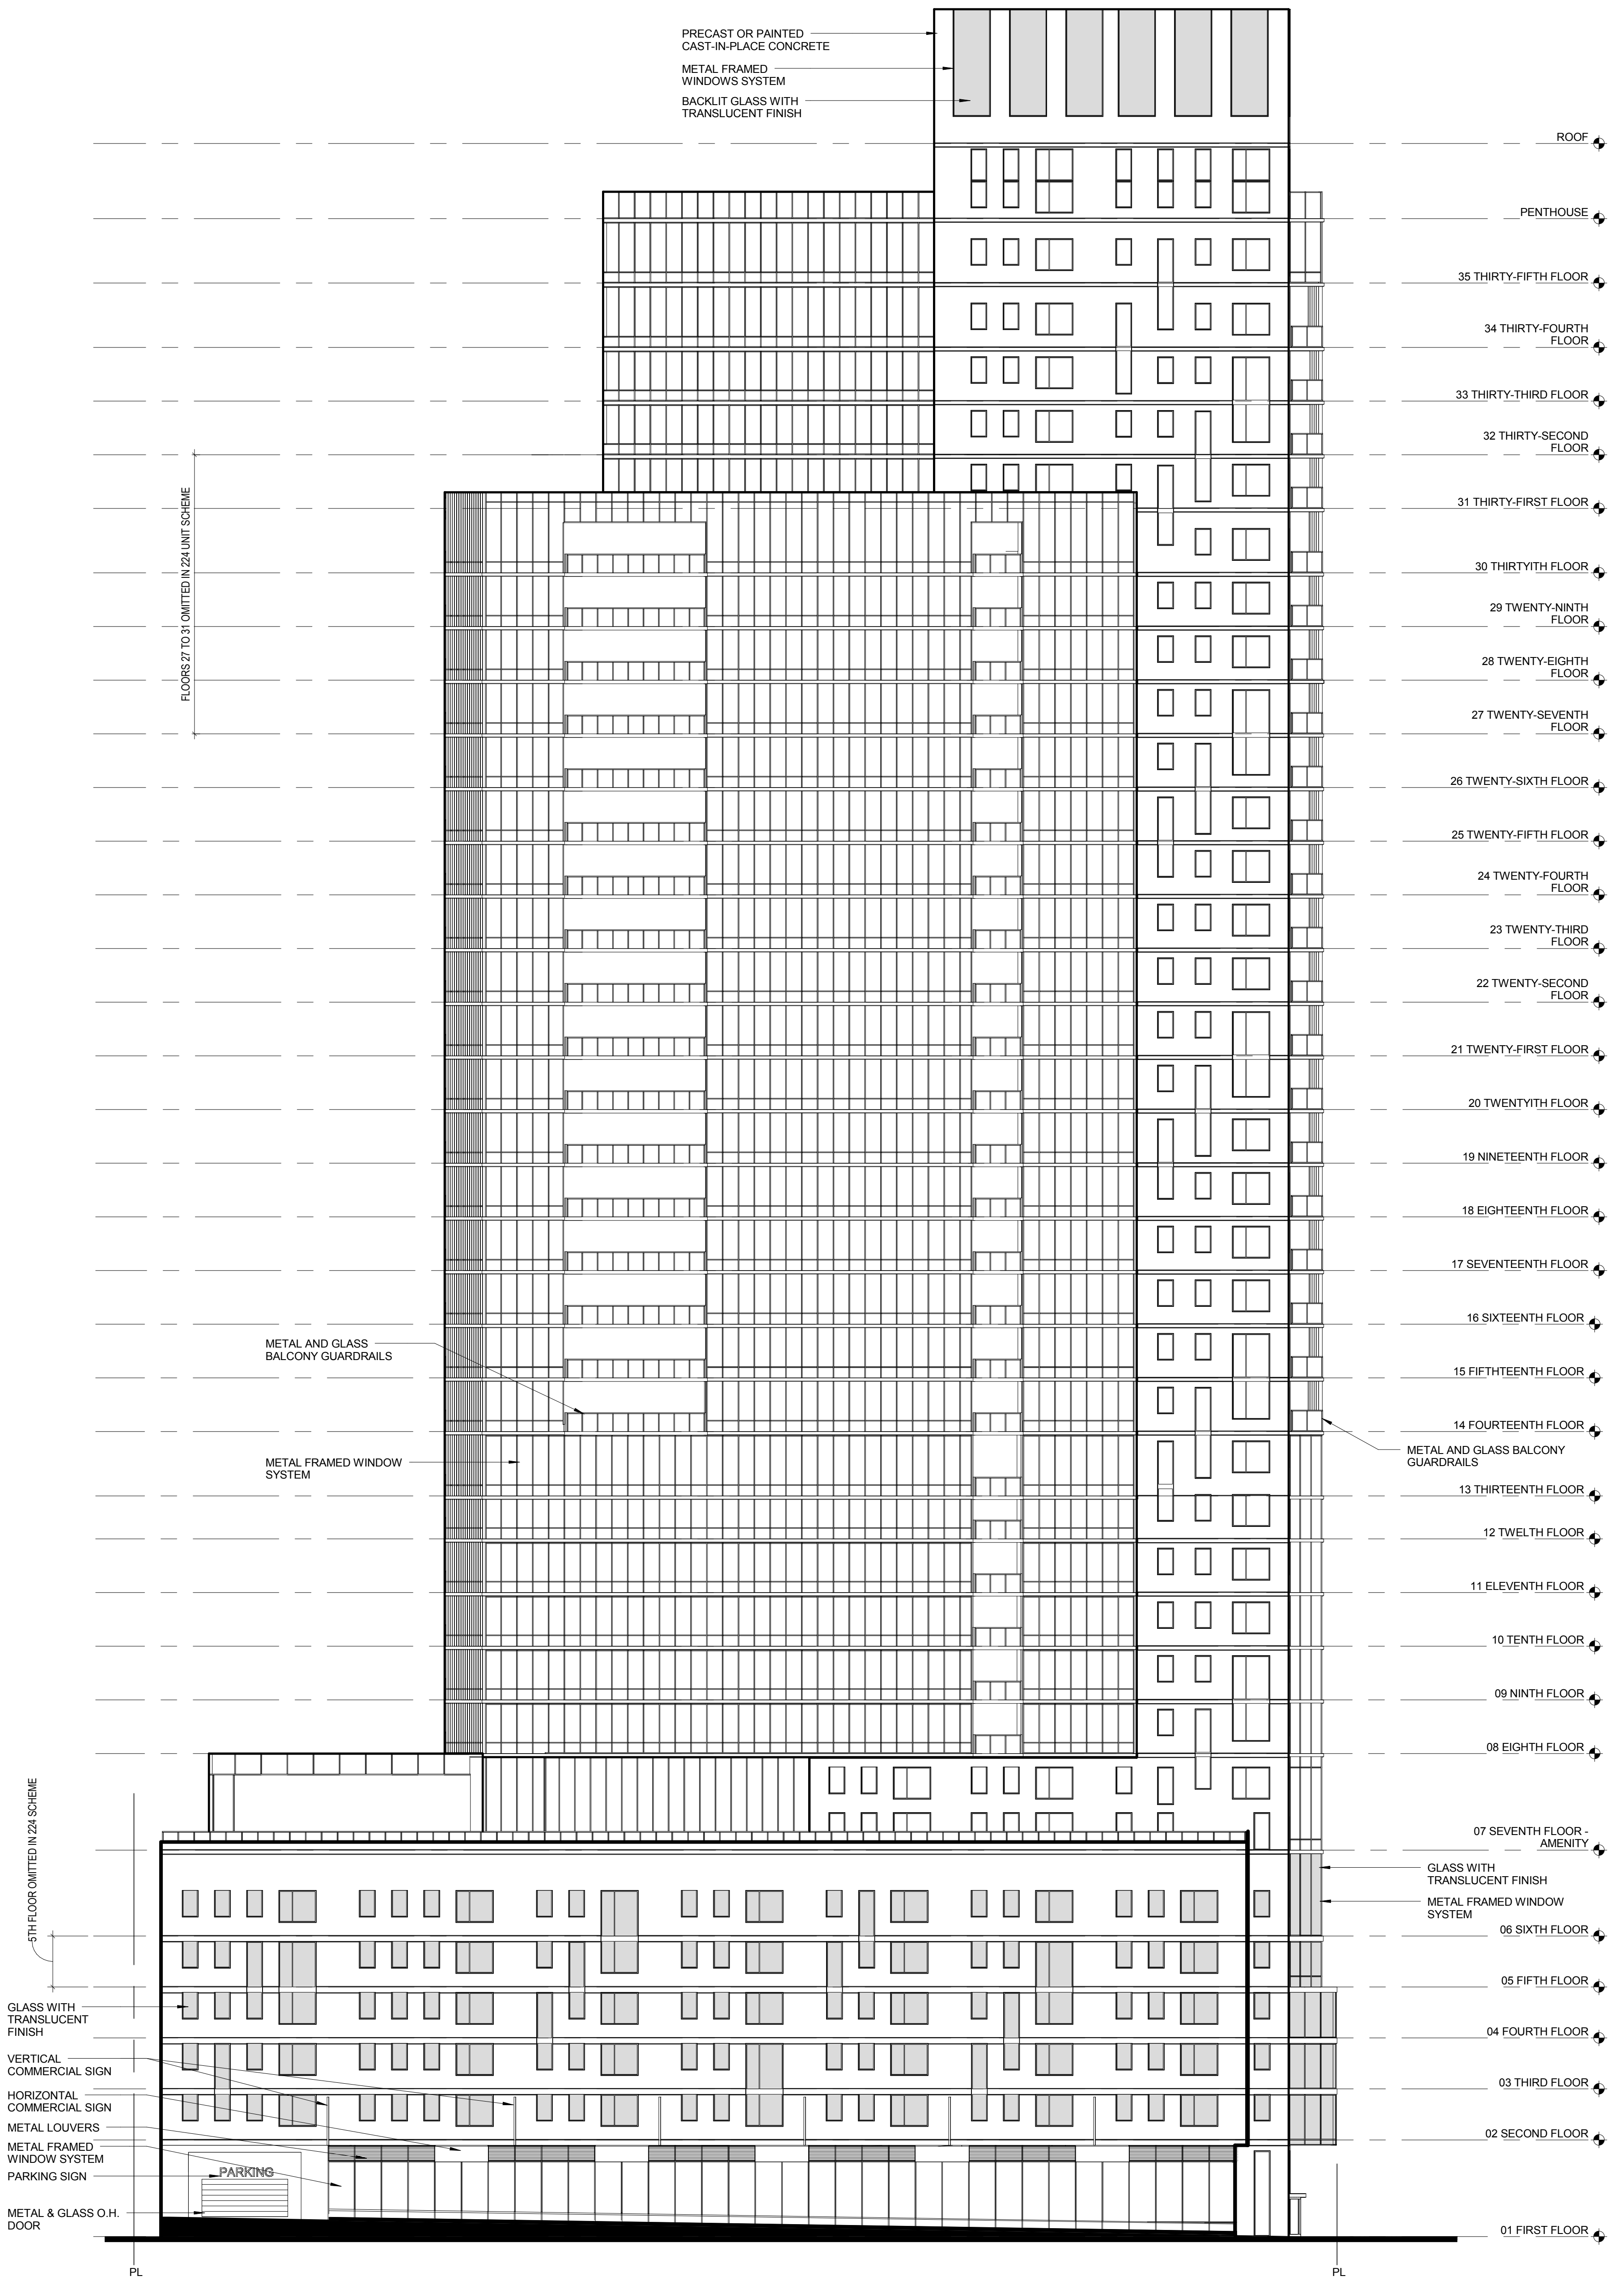 PRECAST OR PAINTED
CAST-IN-PLACE CONCRETE
METAL FRAMED
WINDOWS SYSTEM
BACKLIT GLASS WITH
TRANSLUCENT FINISH
ROOF
PENTHOUSE
35 THIRTY-FIFTH FLOOR
34 THIRTY-FOURTH
FLOOR
33 THIRTY-THIRD FLOOR
32 THIRTY-SECOND
FLOOR
31 THIRTY-FIRST FLOOR
30 THIRTYITH FLOOR
29 TWENTY-NINTH
FLOOR
28 TWENTY-EIGHTH
FLOOR
27 TWENTY-SEVENTH
FLOOR
26 TWENTY-SIXTH FLOOR
25 TWENTY-FIFTH FLOOR
24 TWENTY-FOURTH
FLOOR
23 TWENTY-THIRD
FLOOR
22 TWENTY-SECOND
FLOOR
21 TWENTY-FIRST FLOOR
20 TWENTYITH FLOOR
19 NINETEENTH FLOOR
18 EIGHTEENTH FLOOR
17 SEVENTEENTH FLOOR
16 SIXTEENTH FLOOR
15 FIFTHTEENTH FLOOR
14 FOURTEENTH FLOOR
METAL AND GLASS BALCONY
GUARDRAILS
13 THIRTEENTH FLOOR
12 TWELTH FLOOR
11 ELEVENTH FLOOR
10 TENTH FLOOR
09 NINTH FLOOR
08 EIGHTH FLOOR
07 SEVENTH FLOOR -
AMENITY
GLASS WITH
TRANSLUCENT FINISH
METAL FRAMED WINDOW
SYSTEM
06 SIXTH FLOOR
05 FIFTH FLOOR
04 FOURTH FLOOR
03 THIRD FLOOR
02 SECOND FLOOR
01 FIRST FLOOR
FLOORS 27 TO 31 OMITTED IN 224 UNIT SCHEME
METAL AND GLASS
BALCONY GUARDRAILS
METAL FRAMED WINDOW
SYSTEM
5TH FLOOR OMITTED IN 224 SCHEME
GLASS WITH
TRANSLUCENT
FINISH
VERTICAL
COMMERCIAL SIGN
HORIZONTAL
COMMERCIAL SIGN
METAL LOUVERS
METAL FRAMED
WINDOW SYSTEM
PARKING SIGN
METAL & GLASS O.H.
DOOR
PARKING
PL
PL